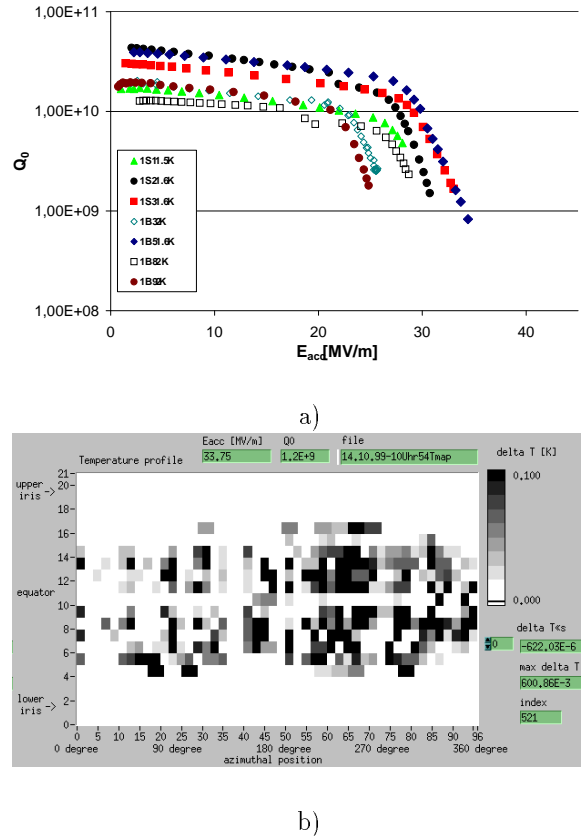 1,00E+11
1,00E+10
1,00E+09
1,00E+08
Q0
1S11.5K
1S21.6K
1S31.6K
1B32K
1B51.6K
1B82K
1B92K
0 10 20 30 40
Eacc[MV/m]
a)
Eacc [MV/m] Q0 file
Temperature profile 33.75 1.2E+9 14.10.99-10Uhr54Tmap
delta T [K]
upper iris ->
equator
lower iris ->
21
20
18
16
14
12
10
8
6
4
2
0
0.100
0.000
delta T<s
0 -622.03E-6
max delta T
600.86E-3
index
521
0 5 10 15 20 25 30 35 40 45 50 55 60 65 70 75 80 85 90 96
0 degree 90 degree 180 degree 270 degree 360 degree
azimuthal position
b)